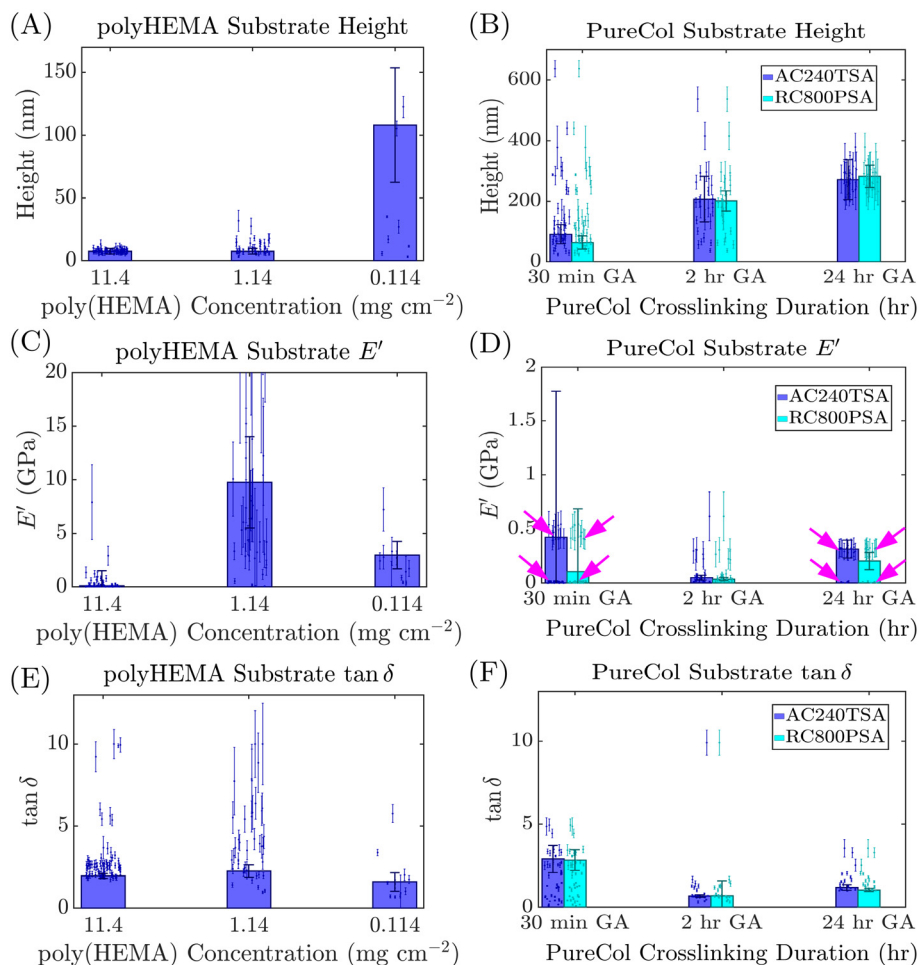 (A) polyHEMA Substrate Height
Height (nm)
150
100
50
0
11.4 1.14 0.114
poly(HEMA) Concentration (mg cm−2)
(B) PureCol Substrate Height
Height (nm)
600
400
200
0
AC240TSA
RC800PSA
30 min GA 2 hr GA 24 hr GA
PureCol Crosslinking Duration (hr)
(C) polyHEMA Substrate E′
E′ (GPa)
20
15
10
5
0
11.4 1.14 0.114
poly(HEMA) Concentration (mg cm−2)
(D) PureCol Substrate E′
E′ (GPa)
2
1.5
1
0.5
0
AC240TSA
RC800PSA
30 min GA 2 hr GA 24 hr GA
PureCol Crosslinking Duration (hr)
(E) polyHEMA Substrate tan δ
tan δ
10
5
0
11.4 1.14 0.114
poly(HEMA) Concentration (mg cm−2)
(F) PureCol Substrate tan δ
tan δ
10
5
0
AC240TSA
RC800PSA
30 min GA 2 hr GA 24 hr GA
PureCol Crosslinking Duration (hr)